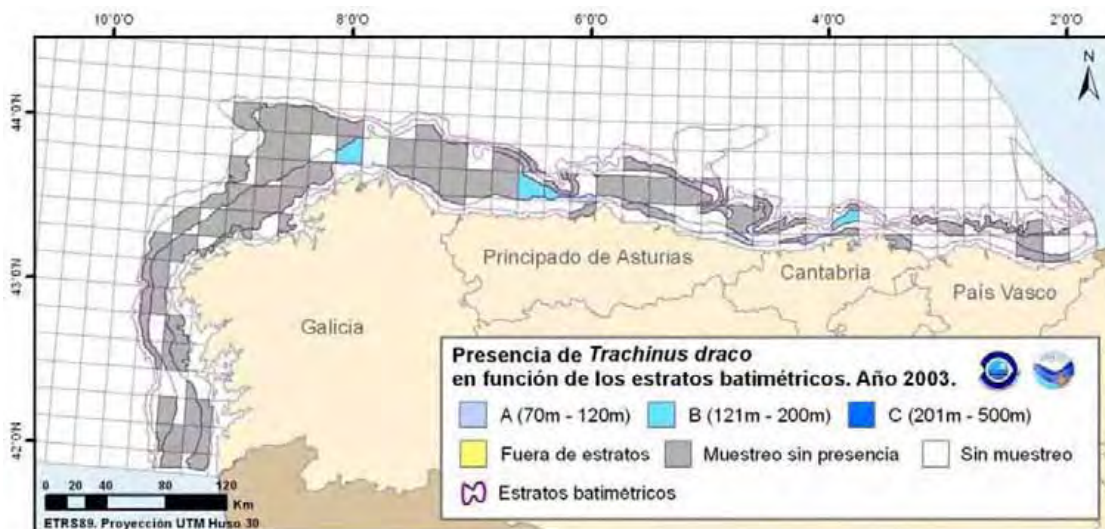 10°0'O 8°0'O 6°0'O 4°0'O 2°0'O
N
44°0'N
43°0'N
42°0'N
Principado de Asturias
Cantabria
País Vasco
Galicia
Presencia de Trachinus draco
en función de los estratos batimétricos. Año 2003.
A (70m - 120m) B (121m - 200m) C (201m - 500m)
Fuera de estratos Muestreo sin presencia Sin muestreo
Estratos batimétricos
0 20 40 80 120
Km
ETRS89. Proyección UTM Huso 30